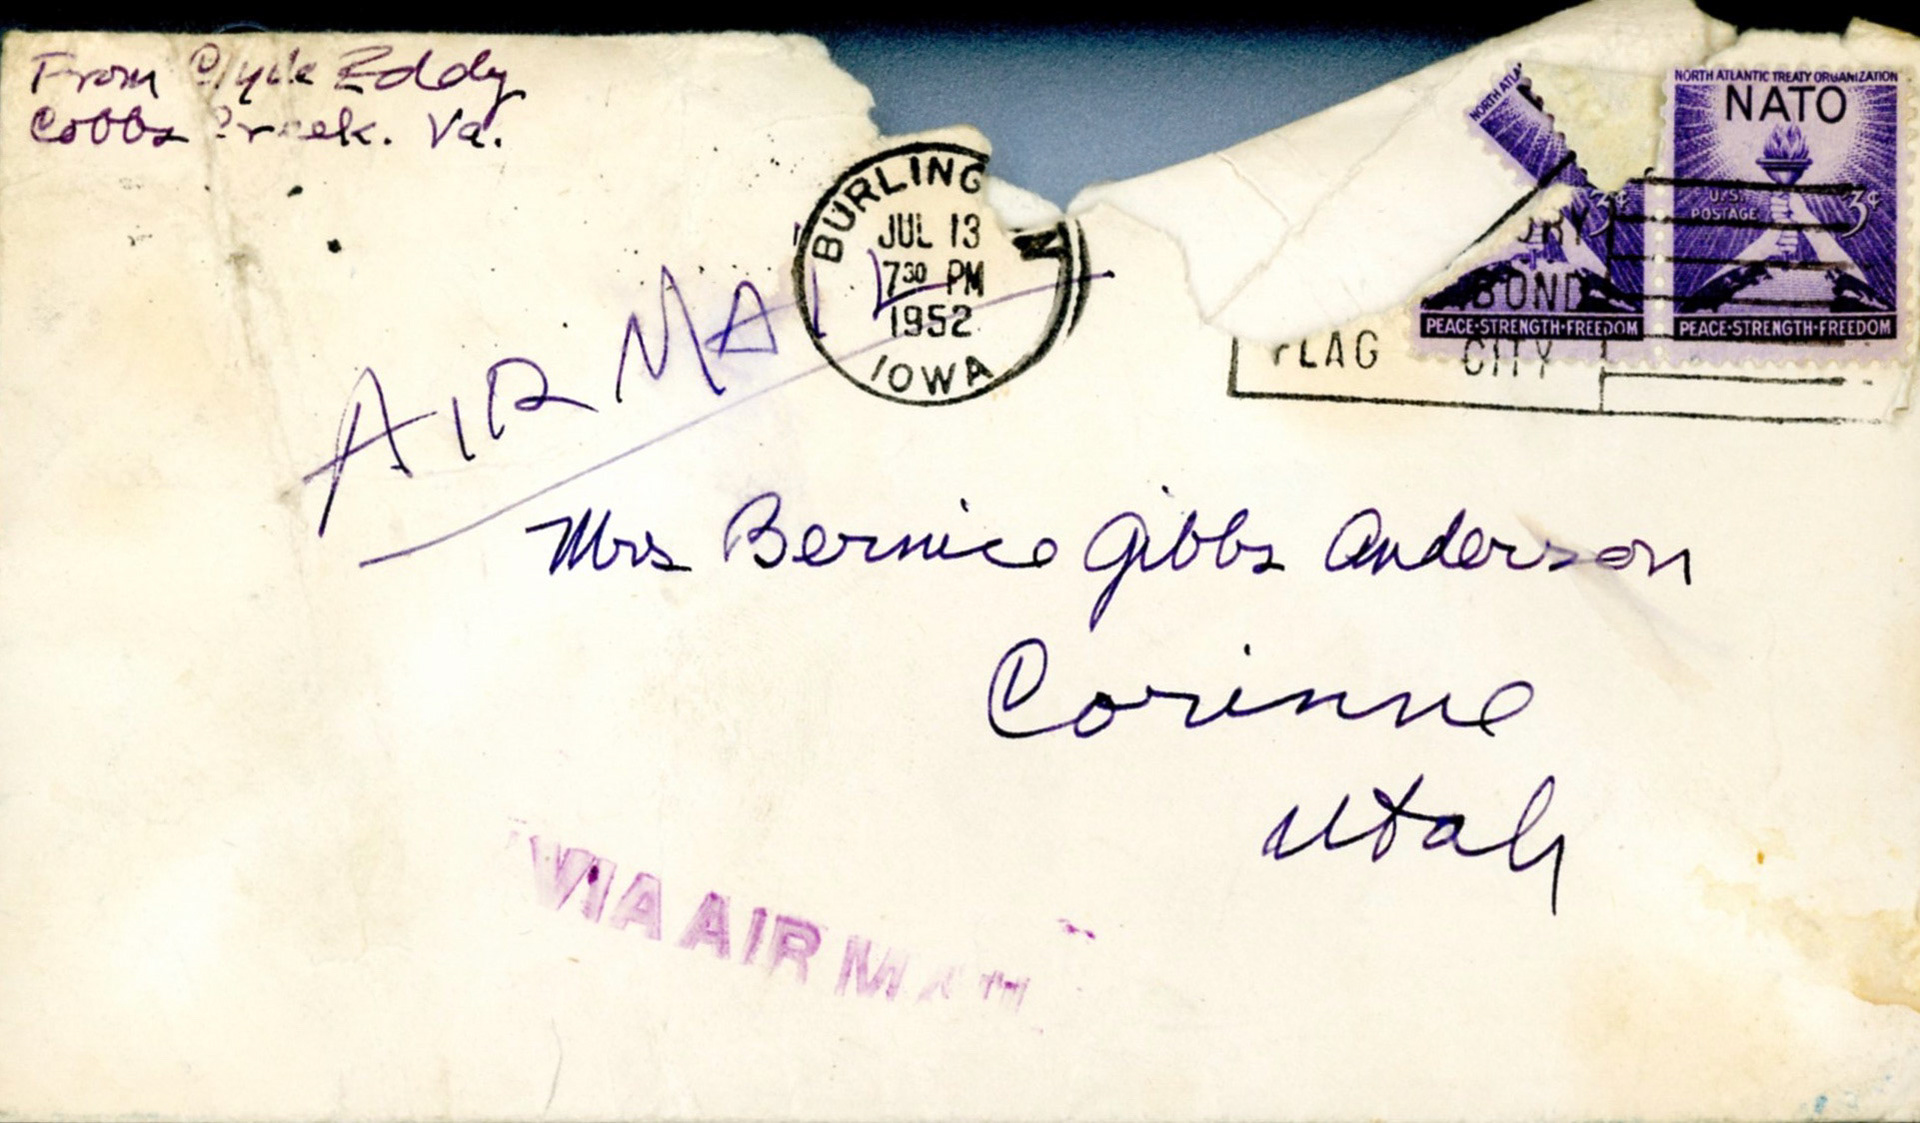 From Clyde Eddy
Cobbs Creek. Va.
BURLING N
JUL 13
7 30 PM
1952
IOWA
AIR MAIL
NORTH ATLA
3¢
PEACE·STRENGTH·FREEDOM
NORTH ATLANTIC TREATY ORGANIZATION
NATO
U.S.
POSTAGE
3¢
PEACE·STRENGTH·FREEDOM
BOND
FLAG CITY
Mrs Bernice Gibbs Anderson
Corinne
Utah
VIA AIR MAIL